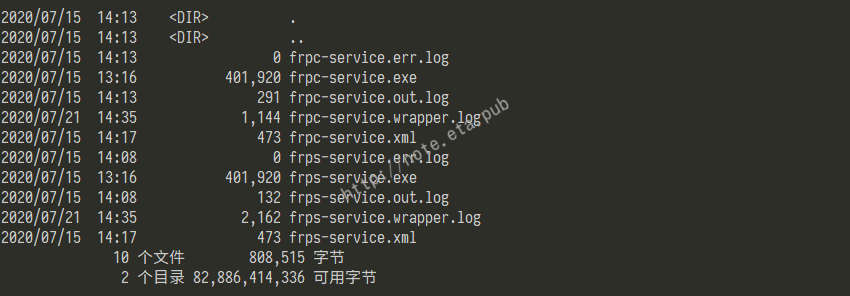 2020/07/15  14:13    <DIR>          .
2020/07/15  14:13    <DIR>          ..
2020/07/15  14:13                 0 frpc-service.err.log
2020/07/15  13:16           401,920 frpc-service.exe
2020/07/15  14:13               291 frpc-service.out.log
2020/07/21  14:35             1,144 frpc-service.wrapper.log
2020/07/15  14:17               473 frpc-service.xml
2020/07/15  14:08                 0 frps-service.err.log
2020/07/15  13:16           401,920 frps-service.exe
2020/07/15  14:08               132 frps-service.out.log
2020/07/21  14:35             2,162 frps-service.wrapper.log
2020/07/15  14:17               473 frps-service.xml
10 个文件        808,515 字节
2 个目录 82,886,414,336 可用字节
http://note.eta.pub